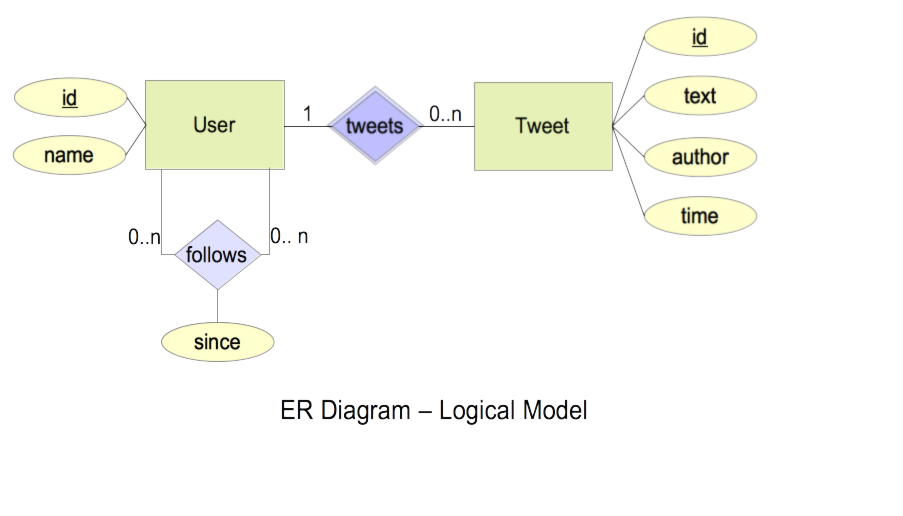 id
name
User
1
tweets
0..n
Tweet
id
text
author
time
0..n
follows
0.. n
since
ER Diagram – Logical Model